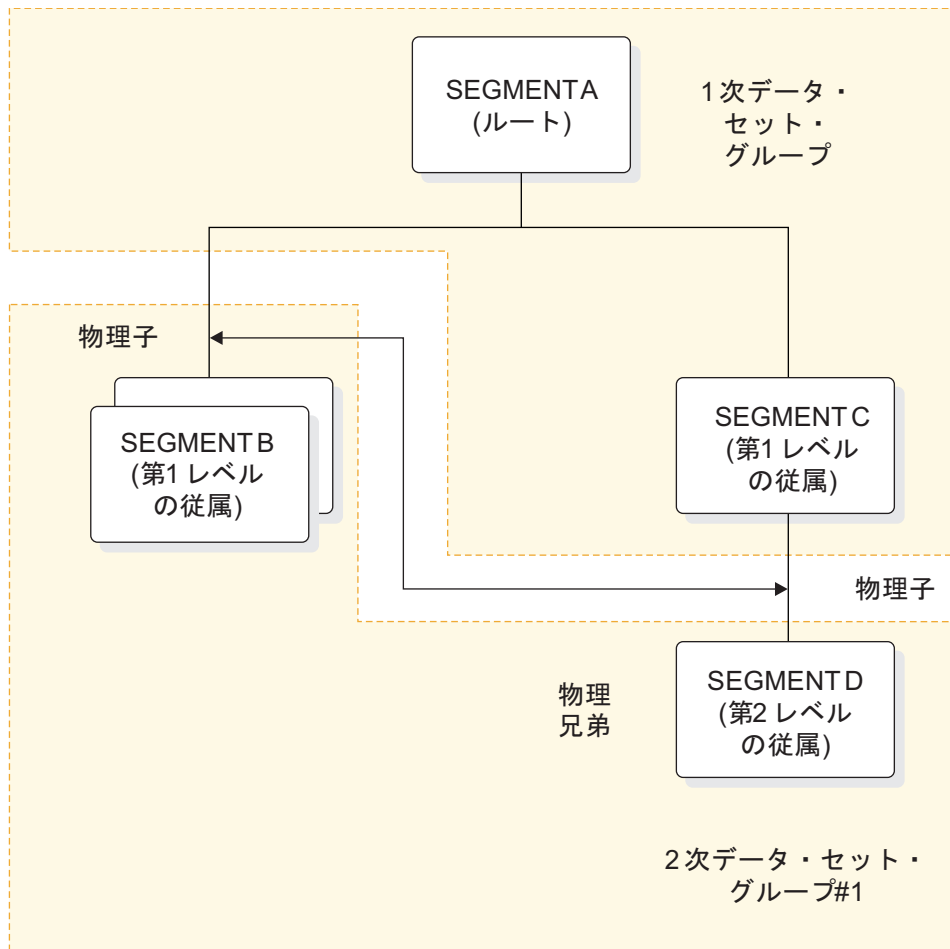 SEGMENT A
(ルート)
1次データ・
セット・
グループ
物理子
SEGMENT B
(第1レベル
の従属)
SEGMENT C
(第1レベル
の従属)
物理子
物理
兄弟
SEGMENT D
(第2レベル
の従属)
2次データ・セット・
グループ#1